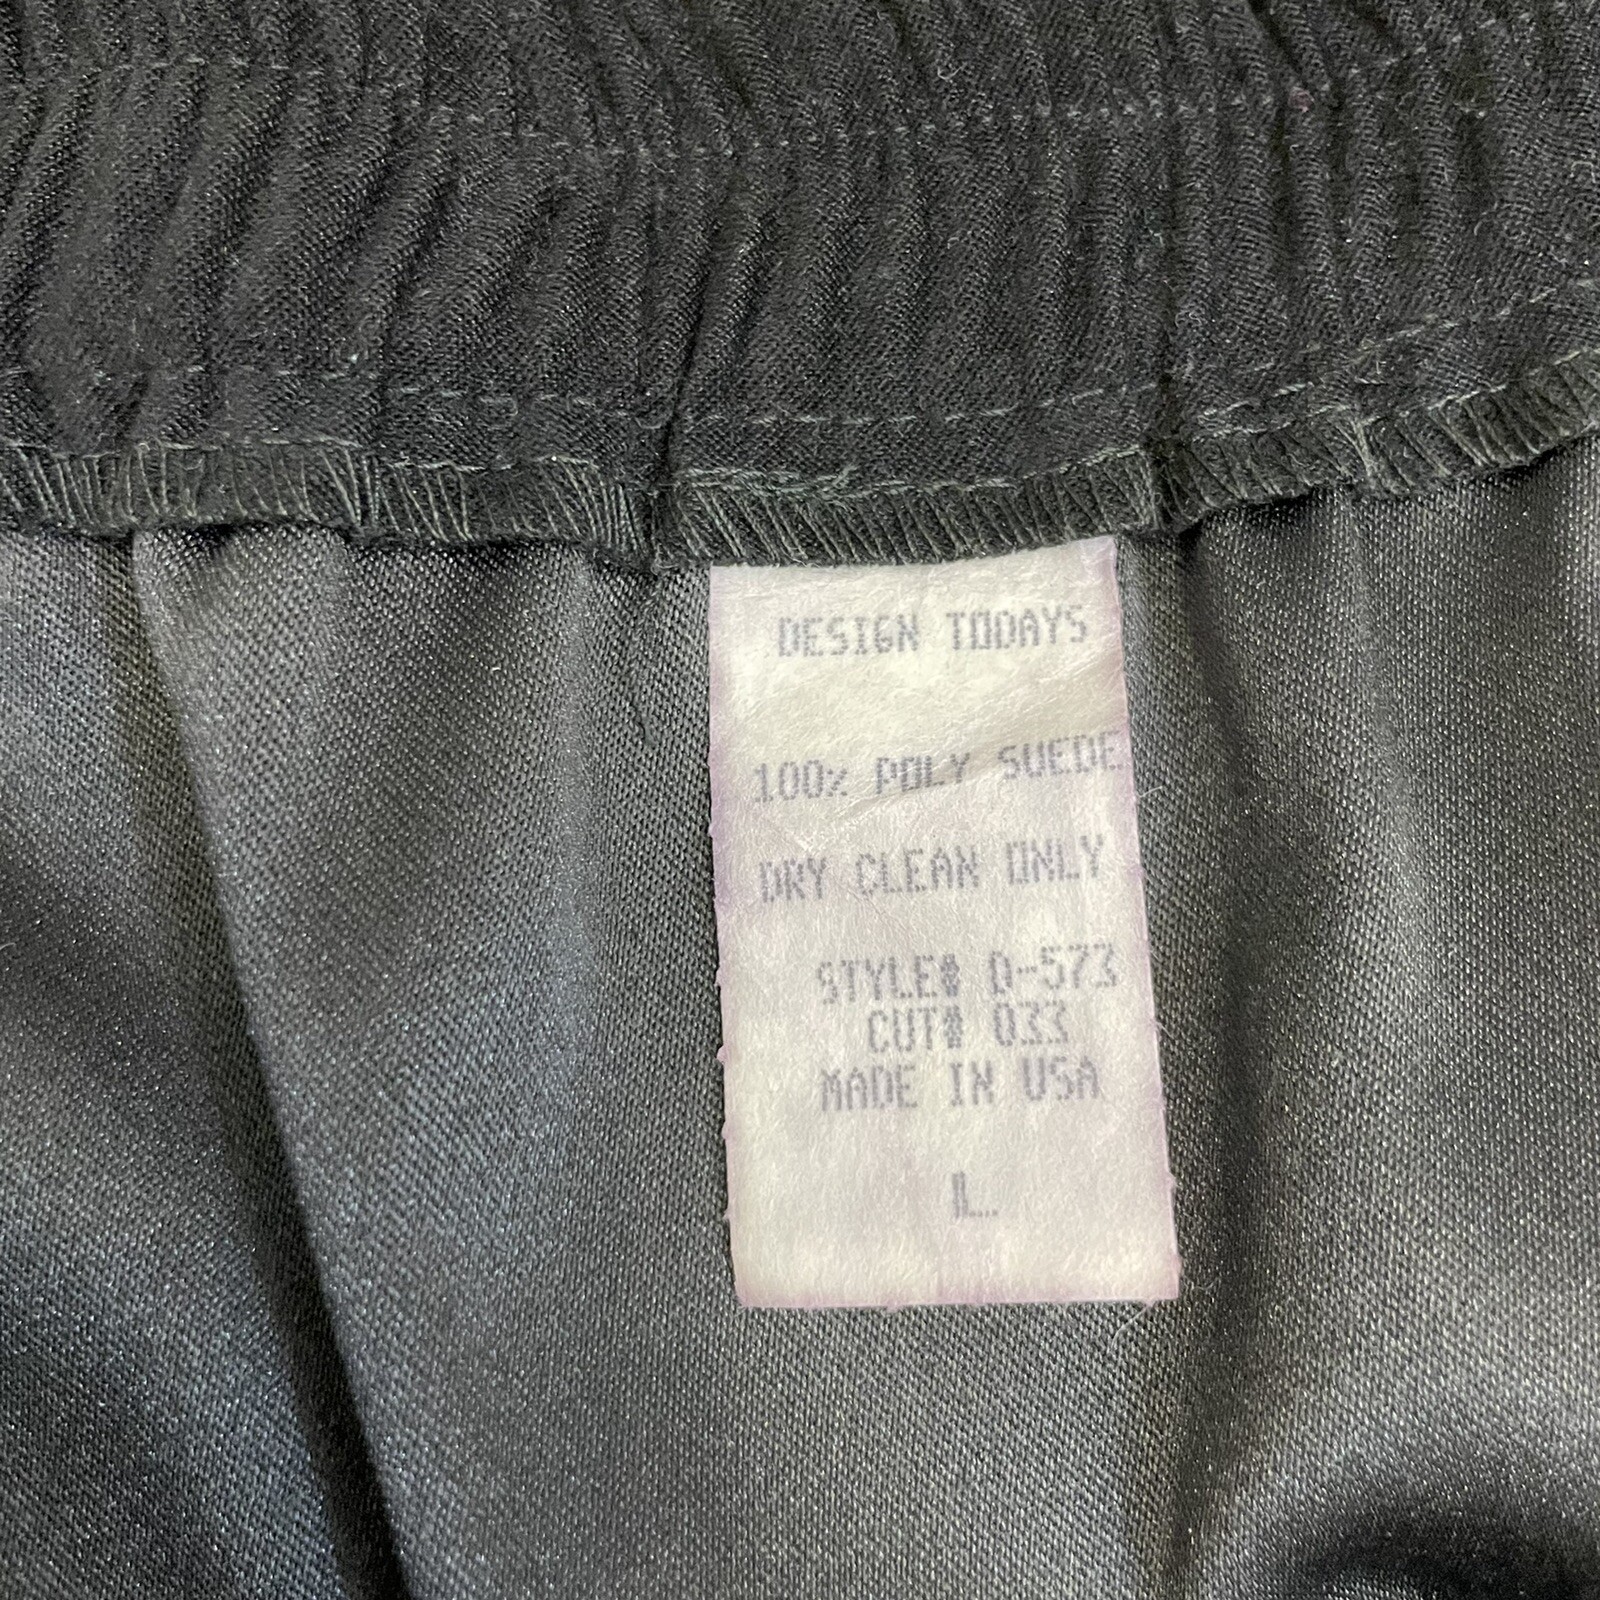 DESIGN TODAYS
100% POLY SUEDE
DRY CLEAN ONLY
STYLE# D-573
CUT# 033
MADE IN USA
L